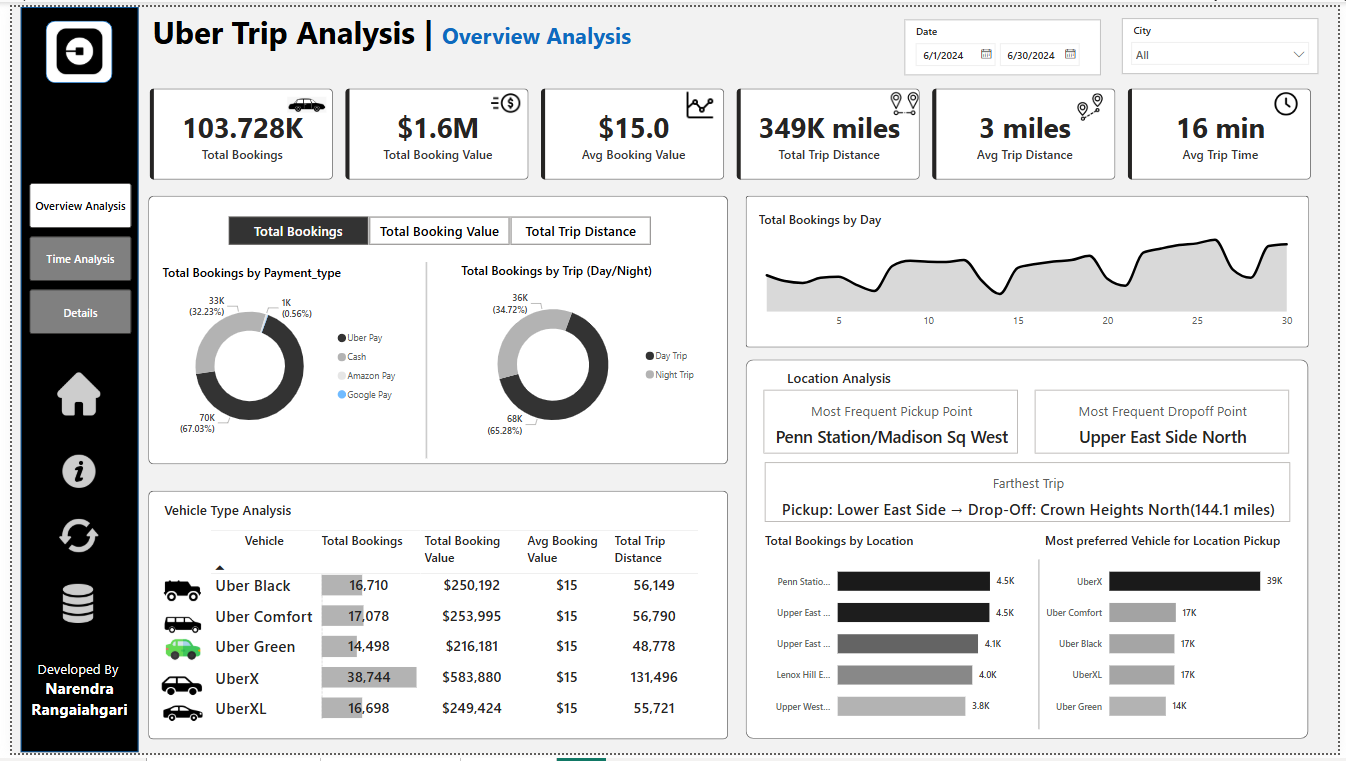 Uber Trip Analysis | Overview Analysis
Date
6/1/2024
6/30/2024
City
All
103.728K
Total Bookings
$1.6M
Total Booking Value
$15.0
Avg Booking Value
349K miles
Total Trip Distance
3 miles
Avg Trip Distance
16 min
Avg Trip Time
Overview Analysis
Time Analysis
Details
Developed By
Narendra
Rangaiahgari
Total Bookings
Total Booking Value
Total Trip Distance
Total Bookings by Payment_type
33K
(32.23%)
1K
(0.56%)
70K
(67.03%)
Uber Pay
Cash
Amazon Pay
Google Pay
Total Bookings by Trip (Day/Night)
36K
(34.72%)
68K
(65.28%)
Day Trip
Night Trip
Total Bookings by Day
5 10 15 20 25 30
Vehicle Type Analysis
Vehicle Total Bookings Total Booking Value Avg Booking Value Total Trip Distance
Uber Black 16,710 $250,192 $15 56,149
Uber Comfort 17,078 $253,995 $15 56,790
Uber Green 14,498 $216,181 $15 48,778
UberX 38,744 $583,880 $15 131,496
UberXL 16,698 $249,424 $15 55,721
Location Analysis
Most Frequent Pickup Point
Penn Station/Madison Sq West
Most Frequent Dropoff Point
Upper East Side North
Farthest Trip
Pickup: Lower East Side → Drop-Off: Crown Heights North(144.1 miles)
Total Bookings by Location
Penn Statio... 4.5K
Upper East ... 4.5K
Upper East ... 4.1K
Lenox Hill E... 4.0K
Upper West... 3.8K
Most preferred Vehicle for Location Pickup
UberX 39K
Uber Comfort 17K
Uber Black 17K
UberXL 17K
Uber Green 14K